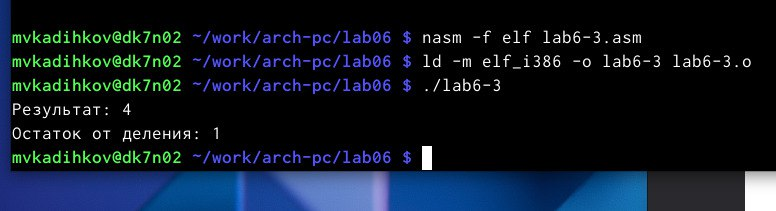 mvkadihkov@dk7n02 ~/work/arch-pc/lab06 $ nasm -f elf lab6-3.asm
mvkadihkov@dk7n02 ~/work/arch-pc/lab06 $ ld -m elf_i386 -o lab6-3 lab6-3.o
mvkadihkov@dk7n02 ~/work/arch-pc/lab06 $ ./lab6-3
Результат: 4
Остаток от деления: 1
mvkadihkov@dk7n02 ~/work/arch-pc/lab06 $